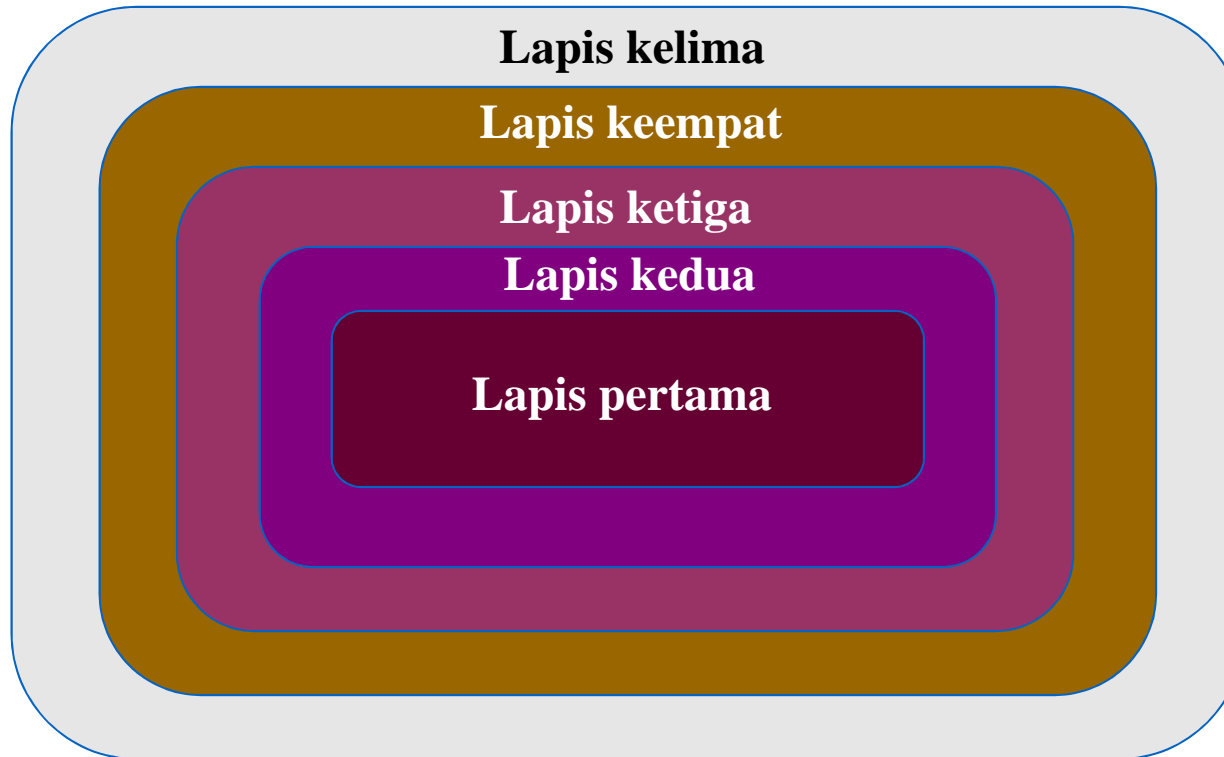 Lapis kelima
Lapis keempat
Lapis ketiga
Lapis kedua
Lapis pertama